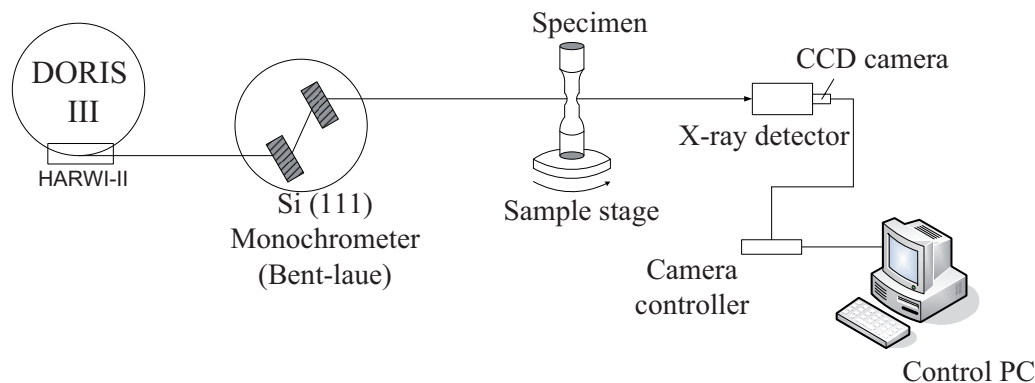 DORIS
III
HARWI-II
Si (111)
Monochrometer
(Bent-laue)
Specimen
Sample stage
CCD camera
X-ray detector
Camera
controller
Control PC